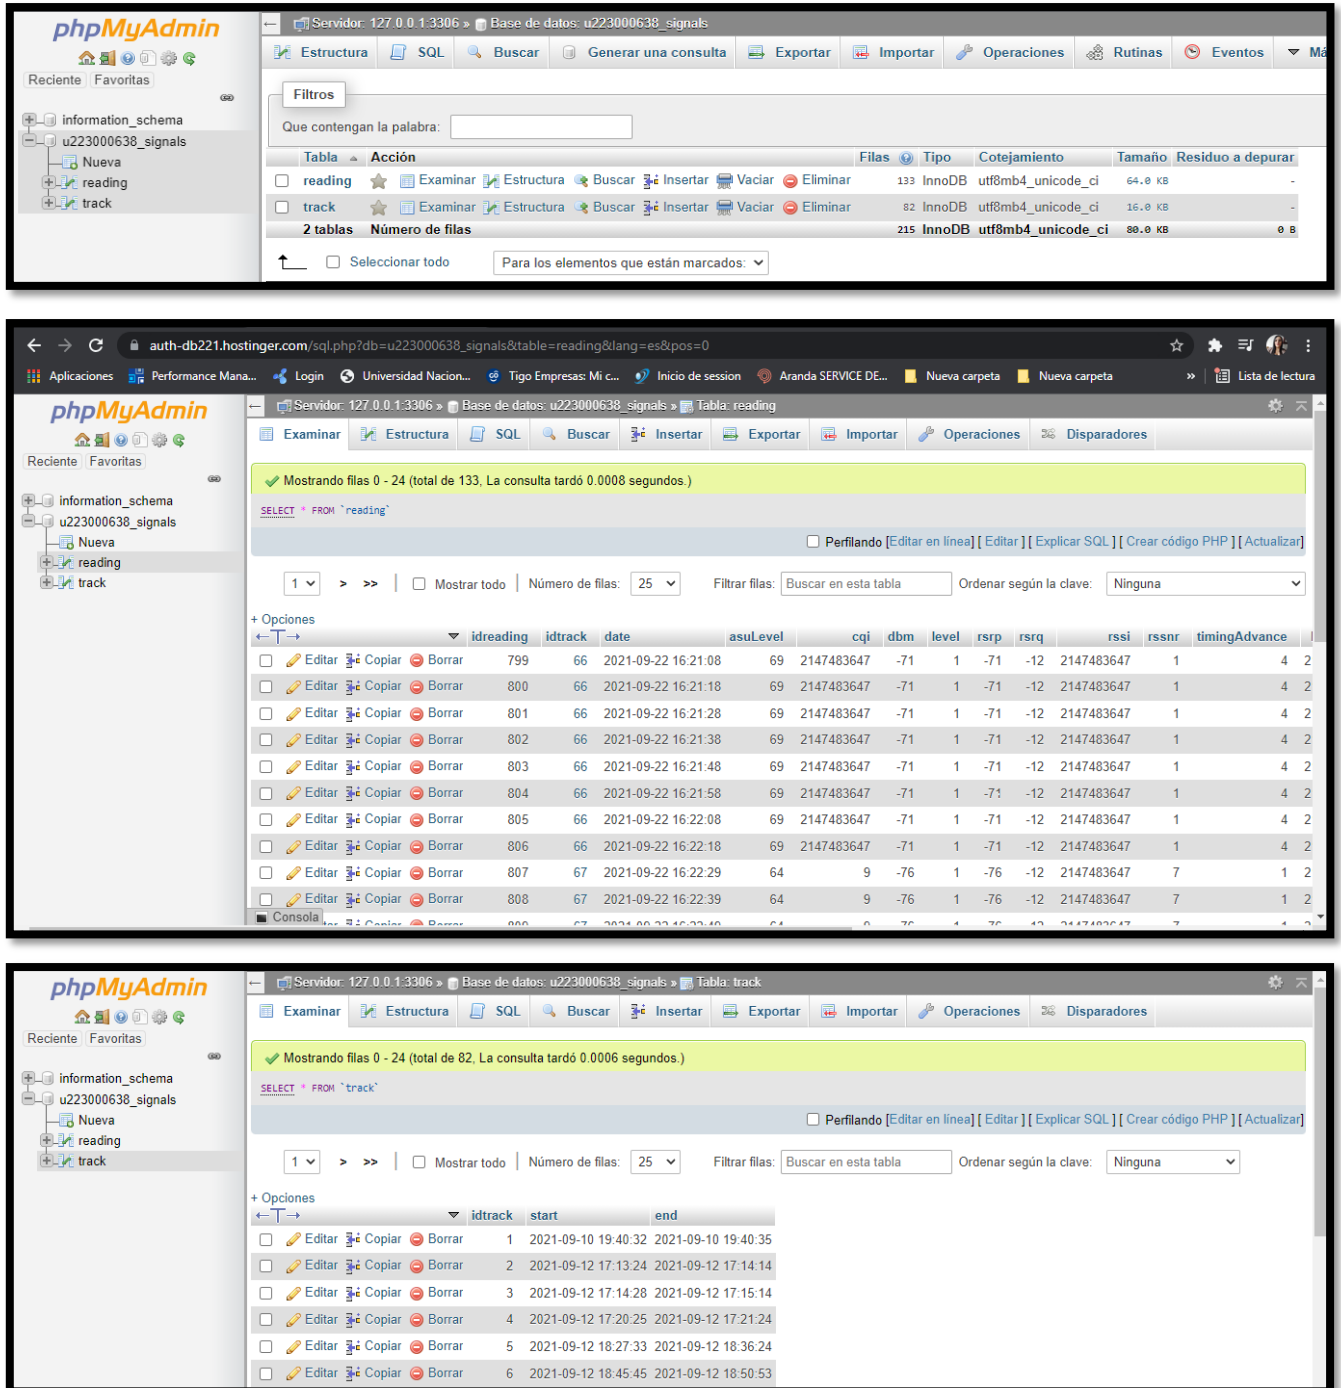 phpMyAdmin
Reciente Favoritas
information_schema
u223000638_signals
Nueva
reading
track
Servidor: 127.0.0.1:3306 » Base de datos: u223000638_signals
Estructura SQL Buscar Generar una consulta Exportar Importar Operaciones Rutinas Eventos Má
Filtros
Que contengan la palabra:
Tabla Acción Filas Tipo Cotejamiento Tamaño Residuo a depurar
reading Examinar Estructura Buscar Insertar Vaciar Eliminar 133 InnoDB utf8mb4_unicode_ci 64.0 KB -
track Examinar Estructura Buscar Insertar Vaciar Eliminar 82 InnoDB utf8mb4_unicode_ci 16.0 KB -
2 tablas Número de filas 215 InnoDB utf8mb4_unicode_ci 80.0 KB 0 B
Seleccionar todo Para los elementos que están marcados:
auth-db221.hostinger.com/sql.php?db=u223000638_signals&table=reading&lang=es&pos=0
Aplicaciones Performance Mana... Login Universidad Nacion... Tigo Empresas: Mi c... Inicio de session Aranda SERVICE DE... Nueva carpeta Nueva carpeta » Lista de lectura
phpMyAdmin
Reciente Favoritas
information_schema
u223000638_signals
Nueva
reading
track
Servidor: 127.0.0.1:3306 » Base de datos: u223000638_signals » Tabla: reading
Examinar Estructura SQL Buscar Insertar Exportar Importar Operaciones Disparadores
Mostrando filas 0 - 24 (total de 133, La consulta tardó 0.0008 segundos.)
SELECT * FROM `reading`
Perfilando [Editar en línea] [ Editar ] [ Explicar SQL ] [ Crear código PHP ] [ Actualizar]
1 > >> Mostrar todo Número de filas: 25 Filtrar filas: Buscar en esta tabla Ordenar según la clave: Ninguna
+ Opciones
←T→ idreading idtrack date asuLevel cqi dbm level rsrp rsrq rssi rssnr timingAdvance
Editar Copiar Borrar 799 66 2021-09-22 16:21:08 69 2147483647 -71 1 -71 -12 2147483647 1 4 2
Editar Copiar Borrar 800 66 2021-09-22 16:21:18 69 2147483647 -71 1 -71 -12 2147483647 1 4 2
Editar Copiar Borrar 801 66 2021-09-22 16:21:28 69 2147483647 -71 1 -71 -12 2147483647 1 4 2
Editar Copiar Borrar 802 66 2021-09-22 16:21:38 69 2147483647 -71 1 -71 -12 2147483647 1 4 2
Editar Copiar Borrar 803 66 2021-09-22 16:21:48 69 2147483647 -71 1 -71 -12 2147483647 1 4 2
Editar Copiar Borrar 804 66 2021-09-22 16:21:58 69 2147483647 -71 1 -71 -12 2147483647 1 4 2
Editar Copiar Borrar 805 66 2021-09-22 16:22:08 69 2147483647 -71 1 -71 -12 2147483647 1 4 2
Editar Copiar Borrar 806 66 2021-09-22 16:22:18 69 2147483647 -71 1 -71 -12 2147483647 1 4 2
Editar Copiar Borrar 807 67 2021-09-22 16:22:29 64 9 -76 1 -76 -12 2147483647 7 1 2
Editar Copiar Borrar 808 67 2021-09-22 16:22:39 64 9 -76 1 -76 -12 2147483647 7 1 2
Consola
phpMyAdmin
Reciente Favoritas
information_schema
u223000638_signals
Nueva
reading
track
Servidor: 127.0.0.1:3306 » Base de datos: u223000638_signals » Tabla: track
Examinar Estructura SQL Buscar Insertar Exportar Importar Operaciones Disparadores
Mostrando filas 0 - 24 (total de 82, La consulta tardó 0.0006 segundos.)
SELECT * FROM `track`
Perfilando [Editar en línea] [ Editar ] [ Explicar SQL ] [ Crear código PHP ] [ Actualizar]
1 > >> Mostrar todo Número de filas: 25 Filtrar filas: Buscar en esta tabla Ordenar según la clave: Ninguna
+ Opciones
←T→ idtrack start end
Editar Copiar Borrar 1 2021-09-10 19:40:32 2021-09-10 19:40:35
Editar Copiar Borrar 2 2021-09-12 17:13:24 2021-09-12 17:14:14
Editar Copiar Borrar 3 2021-09-12 17:14:28 2021-09-12 17:15:14
Editar Copiar Borrar 4 2021-09-12 17:20:25 2021-09-12 17:21:24
Editar Copiar Borrar 5 2021-09-12 18:27:33 2021-09-12 18:36:24
Editar Copiar Borrar 6 2021-09-12 18:45:45 2021-09-12 18:50:53